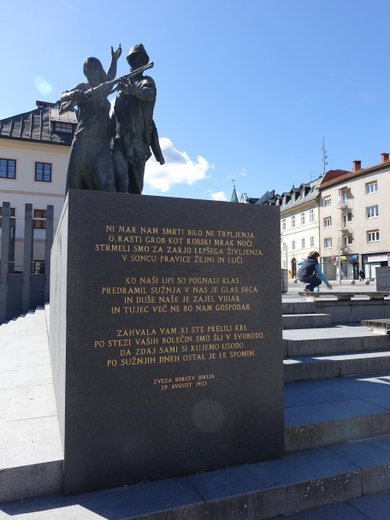 NI MAR NAM SMRTI BILO NE TRPLJENJA,
O, RASTI GROB KOT ROBSKI MRAK NOČI,
STRMELI SMO ZA ZARJO LEPŠEGA ŽIVLJENJA,
V SONCU PRAVICE ŽEJNI IN LUČI.
KO NAŠI UPI SO POGNALI KLAS,
PREDRAMIL SUŽNJA V NAS JE GLAS SRCA
IN DUŠE NAŠE JE ZAJEL VIHAR,
IN TUJEC VEČ NE BO NAM GOSPODAR.
ZAHVALA VAM, KI STE PRELILI KRI,
PO STEZI VAŠIH BOLEČIN SMO ŠLI V SVOBODO,
DA ZDAJ SAMI SI KUJEMO USODO,
PO SUŽNJIH DNEH OSTAL JE LE SPOMIN.
ZVEZA BORCEV IDRIJA
29. AVGUST 1953